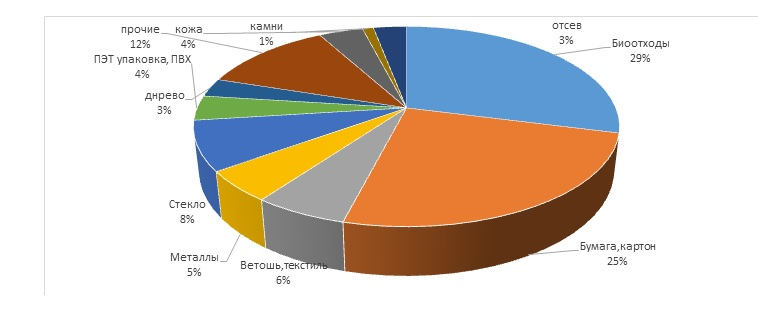 отсев
3%
Биоотходы
29%
Бумага,картон
25%
Ветошь,текстиль
6%
Металлы
5%
Стекло
8%
днрево
3%
ПЭТ упаковка, ПВХ
4%
прочие
12%
кожа
4%
камни
1%